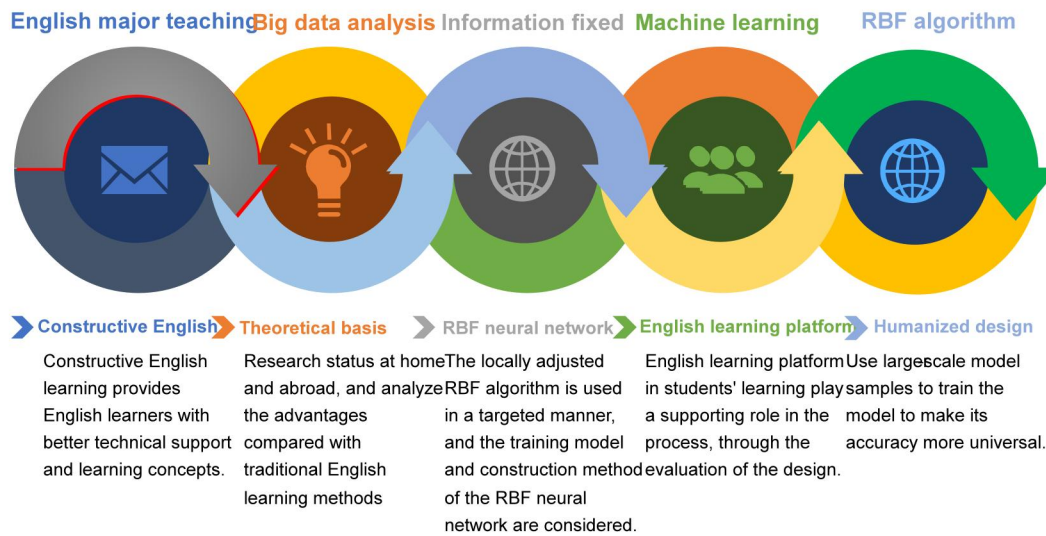 English major teaching
Big data analysis
Information fixed
Machine learning
RBF algorithm
Constructive English
Constructive English
learning provides
English learners with
better technical support
and learning concepts.
Theoretical basis
Research status at home
and abroad, and analyze
the advantages
compared with
traditional English
learning methods
RBF neural network
The locally adjusted
RBF algorithm is used
in a targeted manner,
and the training model
and construction method
of the RBF neural
network are considered.
English learning platform
English learning platform
in students' learning play
a supporting role in the
process, through the
evaluation of the design.
Humanized design
Use larger-scale model
samples to train the
model to make its
accuracy more universal.